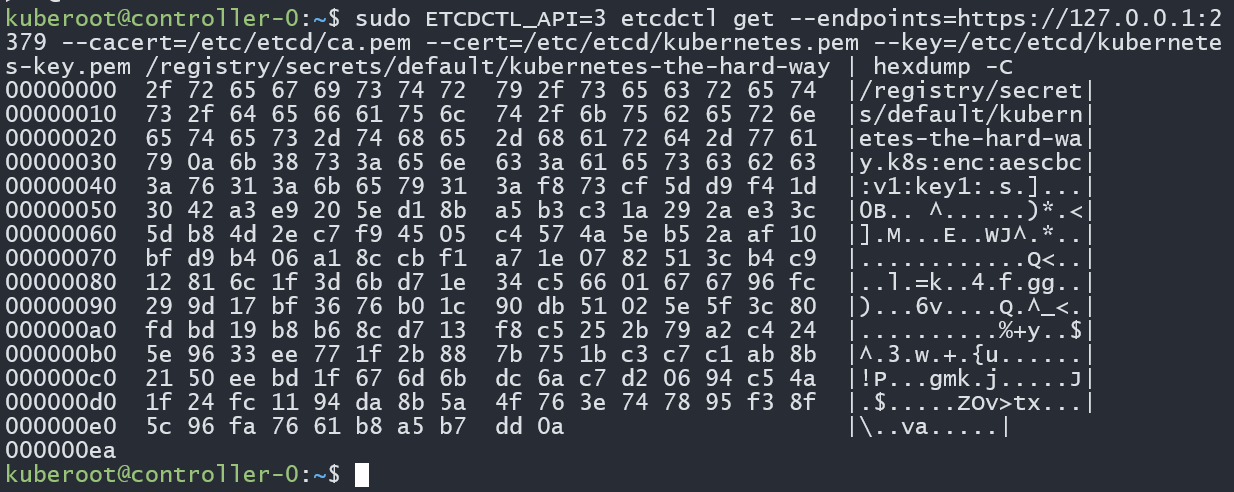 kuberoot@controller-0:~$ sudo ETCDCTL_API=3 etcdctl get --endpoints=https://127.0.0.1:2
379 --cacert=/etc/etcd/ca.pem --cert=/etc/etcd/kubernetes.pem --key=/etc/etcd/kubernete
s-key.pem /registry/secrets/default/kubernetes-the-hard-way | hexdump -C
00000000  2f 72 65 67 69 73 74 72  79 2f 73 65 63 72 65 74  |/registry/secret|
00000010  73 2f 64 65 66 61 75 6c  74 2f 6b 75 62 65 72 6e  |s/default/kubern|
00000020  65 74 65 73 2d 74 68 65  2d 68 61 72 64 2d 77 61  |etes-the-hard-wa|
00000030  79 0a 6b 38 73 3a 65 6e  63 3a 61 65 73 63 62 63  |y.k8s:enc:aescbc|
00000040  3a 76 31 3a 6b 65 79 31  3a f8 73 cf 5d d9 f4 1d  |:v1:key1:.s.]...|
00000050  30 42 a3 e9 20 5e d1 8b  a5 b3 c3 1a 29 2a e3 3c  |0B.. ^......)*.<|
00000060  5d b8 4d 2e c7 f9 45 05  c4 57 4a 5e b5 2a af 10  |].M...E..WJ^.*..|
00000070  bf d9 b4 06 a1 8c cb f1  a7 1e 07 82 51 3c b4 c9  |............Q<..|
00000080  12 81 6c 1f 3d 6b d7 1e  34 c5 66 01 67 67 96 fc  |..l.=k..4.f.gg..|
00000090  29 9d 17 bf 36 76 b0 1c  90 db 51 02 5e 5f 3c 80  |)...6v....Q.^_<.|
000000a0  fd bd 19 b8 b6 8c d7 13  f8 c5 25 2b 79 a2 c4 24  |..........%+y..$|
000000b0  5e 96 33 ee 77 1f 2b 88  7b 75 1b c3 c7 c1 ab 8b  |^.3.w.+.{u......|
000000c0  21 50 ee bd 1f 67 6d 6b  dc 6a c7 d2 06 94 c5 4a  |!P...gmk.j.....J|
000000d0  1f 24 fc 11 94 da 8b 5a  4f 76 3e 74 78 95 f3 8f  |.$.....ZOv>tx...|
000000e0  5c 96 fa 76 61 b8 a5 b7  dd 0a                    |\..va.....|
000000ea
kuberoot@controller-0:~$